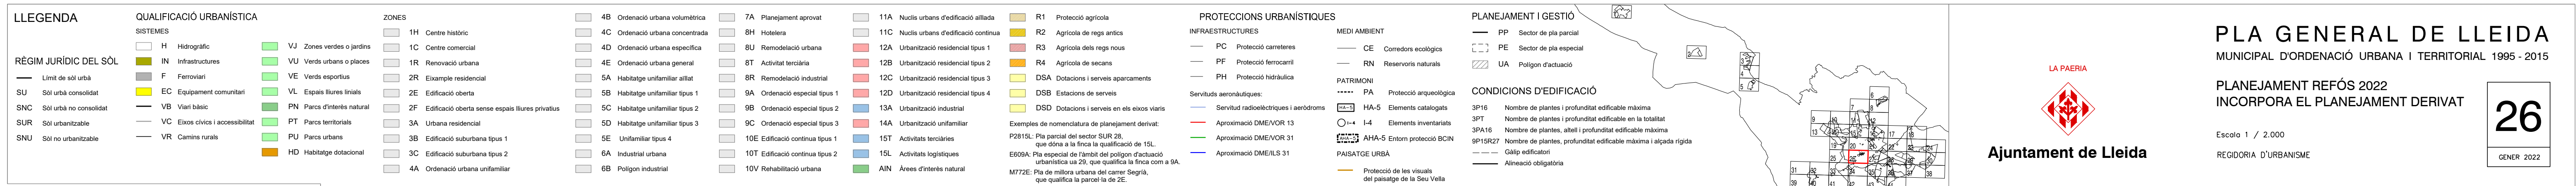 LLEGENDA
RÈGIM JURÍDIC DEL SÒL
Límit de sòl urbà
SU Sòl urbà consolidat
SNC Sòl urbà no consolidat
SUR Sòl urbanitzable
SNU Sòl no urbanitzable
QUALIFICACIÓ URBANÍSTICA
SISTEMES
H Hidrogràfic
IN Infrastructures
F Ferroviari
EC Equipament comunitari
VB Viari bàsic
VC Eixos cívics i accessibilitat
VR Camins rurals
VJ Zones verdes o jardins
VU Verds urbans o places
VE Verds esportius
VL Espais lliures linials
PN Parcs d'interès natural
PT Parcs territorials
PU Parcs urbans
HD Habitatge dotacional
ZONES
1H Centre històric
1C Centre comercial
1R Renovació urbana
2R Eixample residencial
2E Edificació oberta
2F Edificació oberta sense espais lliures privatius
3A Urbana residencial
3B Edificació suburbana tipus 1
3C Edificació suburbana tipus 2
4A Ordenació urbana unifamiliar
4B Ordenació urbana volumètrica
4C Ordenació urbana concentrada
4D Ordenació urbana específica
4E Ordenació urbana general
5A Habitatge unifamiliar aïllat
5B Habitatge unifamiliar tipus 1
5C Habitatge unifamiliar tipus 2
5D Habitatge unifamiliar tipus 3
5E Unifamiliar tipus 4
6A Industrial urbana
6B Polígon industrial
7A Planejament aprovat
8H Hotelera
8U Remodelació urbana
8T Activitat terciària
8R Remodelació industrial
9A Ordenació especial tipus 1
9B Ordenació especial tipus 2
9C Ordenació especial tipus 3
10E Edificació contínua tipus 1
10T Edificació contínua tipus 2
10V Rehabilitació urbana
11A Nuclis urbans d'edificació aïllada
11C Nuclis urbans d'edificació contínua
12A Urbanització residencial tipus 1
12B Urbanització residencial tipus 2
12C Urbanització residencial tipus 3
12D Urbanització residencial tipus 4
13A Urbanització industrial
14A Urbanització unifamiliar
15T Activitats terciàries
15L Activitats logístiques
AIN Àrees d'interès natural
R1 Protecció agrícola
R2 Agrícola de regs antics
R3 Agrícola dels regs nous
R4 Agrícola de secans
DSA Dotacions i serveis aparcaments
DSB Estacions de serveis
DSD Dotacions i serveis en els eixos viaris
Exemples de nomenclatura de planejament derivat:
P2815L: Pla parcial del sector SUR 28,
que dòna a la finca la qualificació de 15L.
E609A: Pla especial de l'àmbit del polígon d'actuació
urbanística ua 29, que qualifica la finca com a 9A.
M772E: Pla de millora urbana del carrer Segrià,
que qualifica la parcel·la de 2E.
PROTECCIONS URBANÍSTIQUES
INFRAESTRUCTURES
PC Protecció carreteres
PF Protecció ferrocarril
PH Protecció hidràulica
Servituds aeronàutiques:
Servitud radioelèctriques i aeròdroms
Aproximació DME/VOR 13
Aproximació DME/VOR 31
Aproximació DME/ILS 31
MEDI AMBIENT
CE Corredors ecològics
RN Reservoris naturals
PATRIMONI
PA Protecció arqueològica
HA-5 HA-5 Elements catalogats
I-4 I-4 Elements inventariats
AHA-5 AHA-5 Entorn protecció BCIN
PAISATGE URBÀ
Protecció de les visuals
del paisatge de la Seu Vella
PLANEJAMENT I GESTIÓ
PP Sector de pla parcial
PE Sector de pla especial
UA Polígon d'actuació
CONDICIONS D'EDIFICACIÓ
3P16 Nombre de plantes i profunditat edificable màxima
3PT Nombre de plantes i profunditat edificable en la totalitat
3PA16 Nombre de plantes, altell i profunditat edificable màxima
9P15R27 Nombre de plantes, profunditat edificable màxima i alçada rígida
Gàlip edificatori
Alineació obligatòria
LA PAERIA
Ajuntament de Lleida
PLA GENERAL DE LLEIDA
MUNICIPAL D'ORDENACIÓ URBANA I TERRITORIAL 1995 - 2015
PLANEJAMENT REFÓS 2022
INCORPORA EL PLANEJAMENT DERIVAT
Escala 1 / 2.000
REGIDORIA D'URBANISME
26
GENER 2022